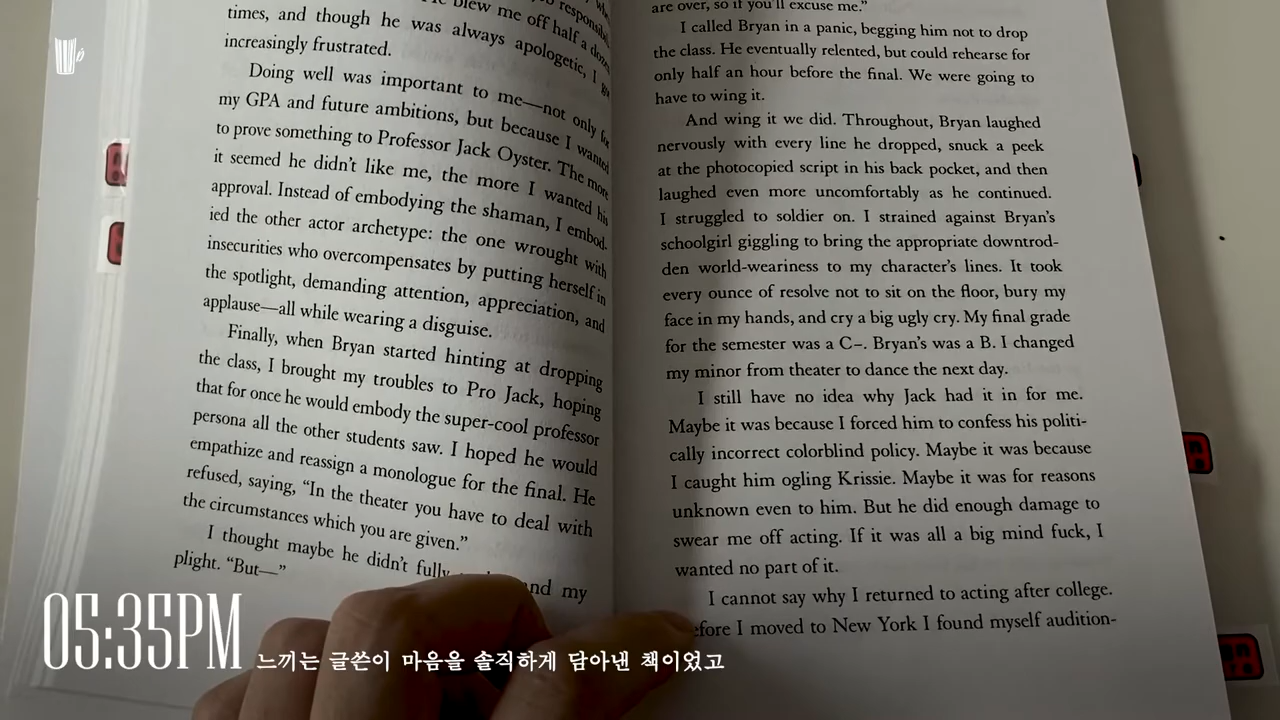 He blew me off half a dozen
times, and though he was always apologetic, I
increasingly frustrated.
Doing well was important to me—not only for
my GPA and future ambitions, but because I wanted
to prove something to Professor Jack Oyster. The more
it seemed he didn't like me, the more I wanted his
approval. Instead of embodying the shaman, I embod-
ied the other actor archetype: the one wrought with
insecurities who overcompensates by putting herself in
the spotlight, demanding attention, appreciation, and
applause—all while wearing a disguise.
Finally, when Bryan started hinting at dropping
the class, I brought my troubles to Pro Jack, hoping
that for once he would embody the super-cool professor
persona all the other students saw. I hoped he would
empathize and reassign a monologue for the final. He
refused, saying, "In the theater you have to deal with
the circumstances which you are given."
I thought maybe he didn't fully and my
plight. "But—"
are over, so if you'll excuse me."
I called Bryan in a panic, begging him not to drop
the class. He eventually relented, but could rehearse for
only half an hour before the final. We were going to
have to wing it.
And wing it we did. Throughout, Bryan laughed
nervously with every line he dropped, snuck a peek
at the photocopied script in his back pocket, and then
laughed even more uncomfortably as he continued.
I struggled to soldier on. I strained against Bryan's
schoolgirl giggling to bring the appropriate downtrod-
den world-weariness to my character's lines. It took
every ounce of resolve not to sit on the floor, bury my
face in my hands, and cry a big ugly cry. My final grade
for the semester was a C–. Bryan's was a B. I changed
my minor from theater to dance the next day.
I still have no idea why Jack had it in for me.
Maybe it was because I forced him to confess his politi-
cally incorrect colorblind policy. Maybe it was because
I caught him ogling Krissie. Maybe it was for reasons
unknown even to him. But he did enough damage to
swear me off acting. If it was all a big mind fuck, I
wanted no part of it.
I cannot say why I returned to acting after college.
efore I moved to New York I found myself audition-
05:35PM 느끼는 글쓴이 마음을 솔직하게 담아낸 책이었고